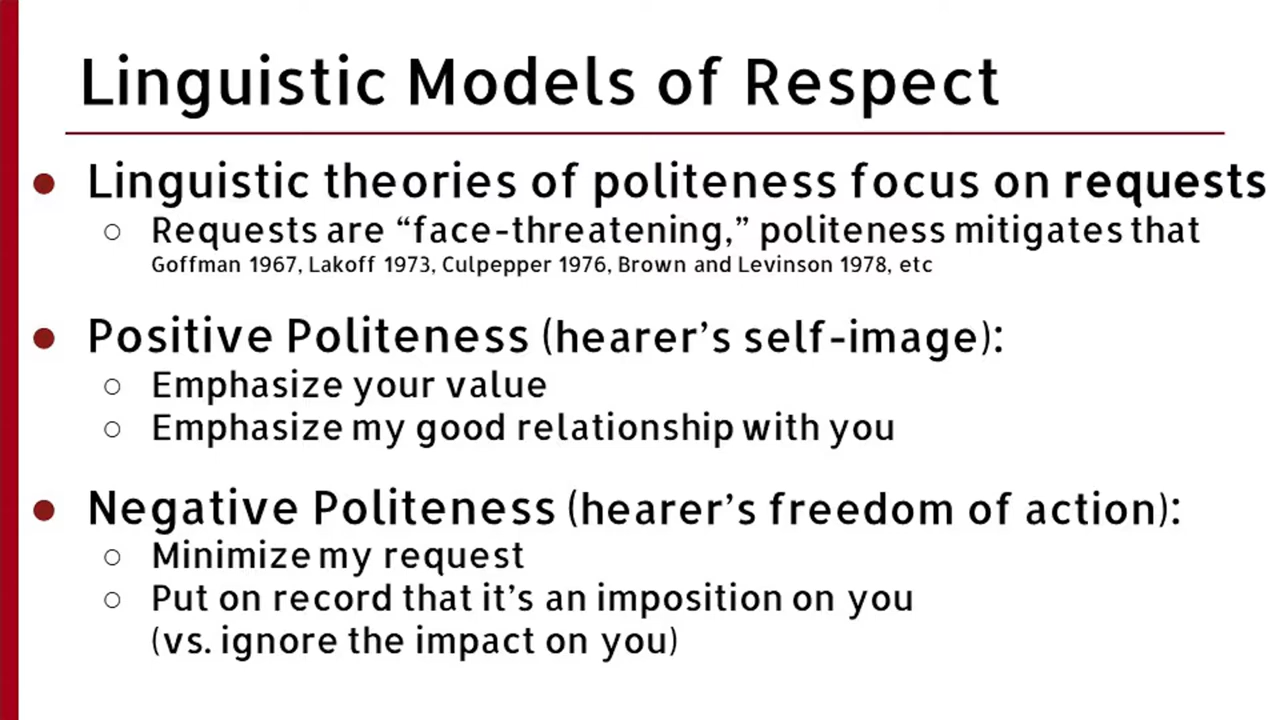 Linguistic Models of Respect
● Linguistic theories of politeness focus on requests
○ Requests are “face-threatening,” politeness mitigates that
Goffman 1967, Lakoff 1973, Culpepper 1976, Brown and Levinson 1978, etc
● Positive Politeness (hearer’s self-image):
○ Emphasize your value
○ Emphasize my good relationship with you
● Negative Politeness (hearer’s freedom of action):
○ Minimize my request
○ Put on record that it’s an imposition on you
(vs. ignore the impact on you)